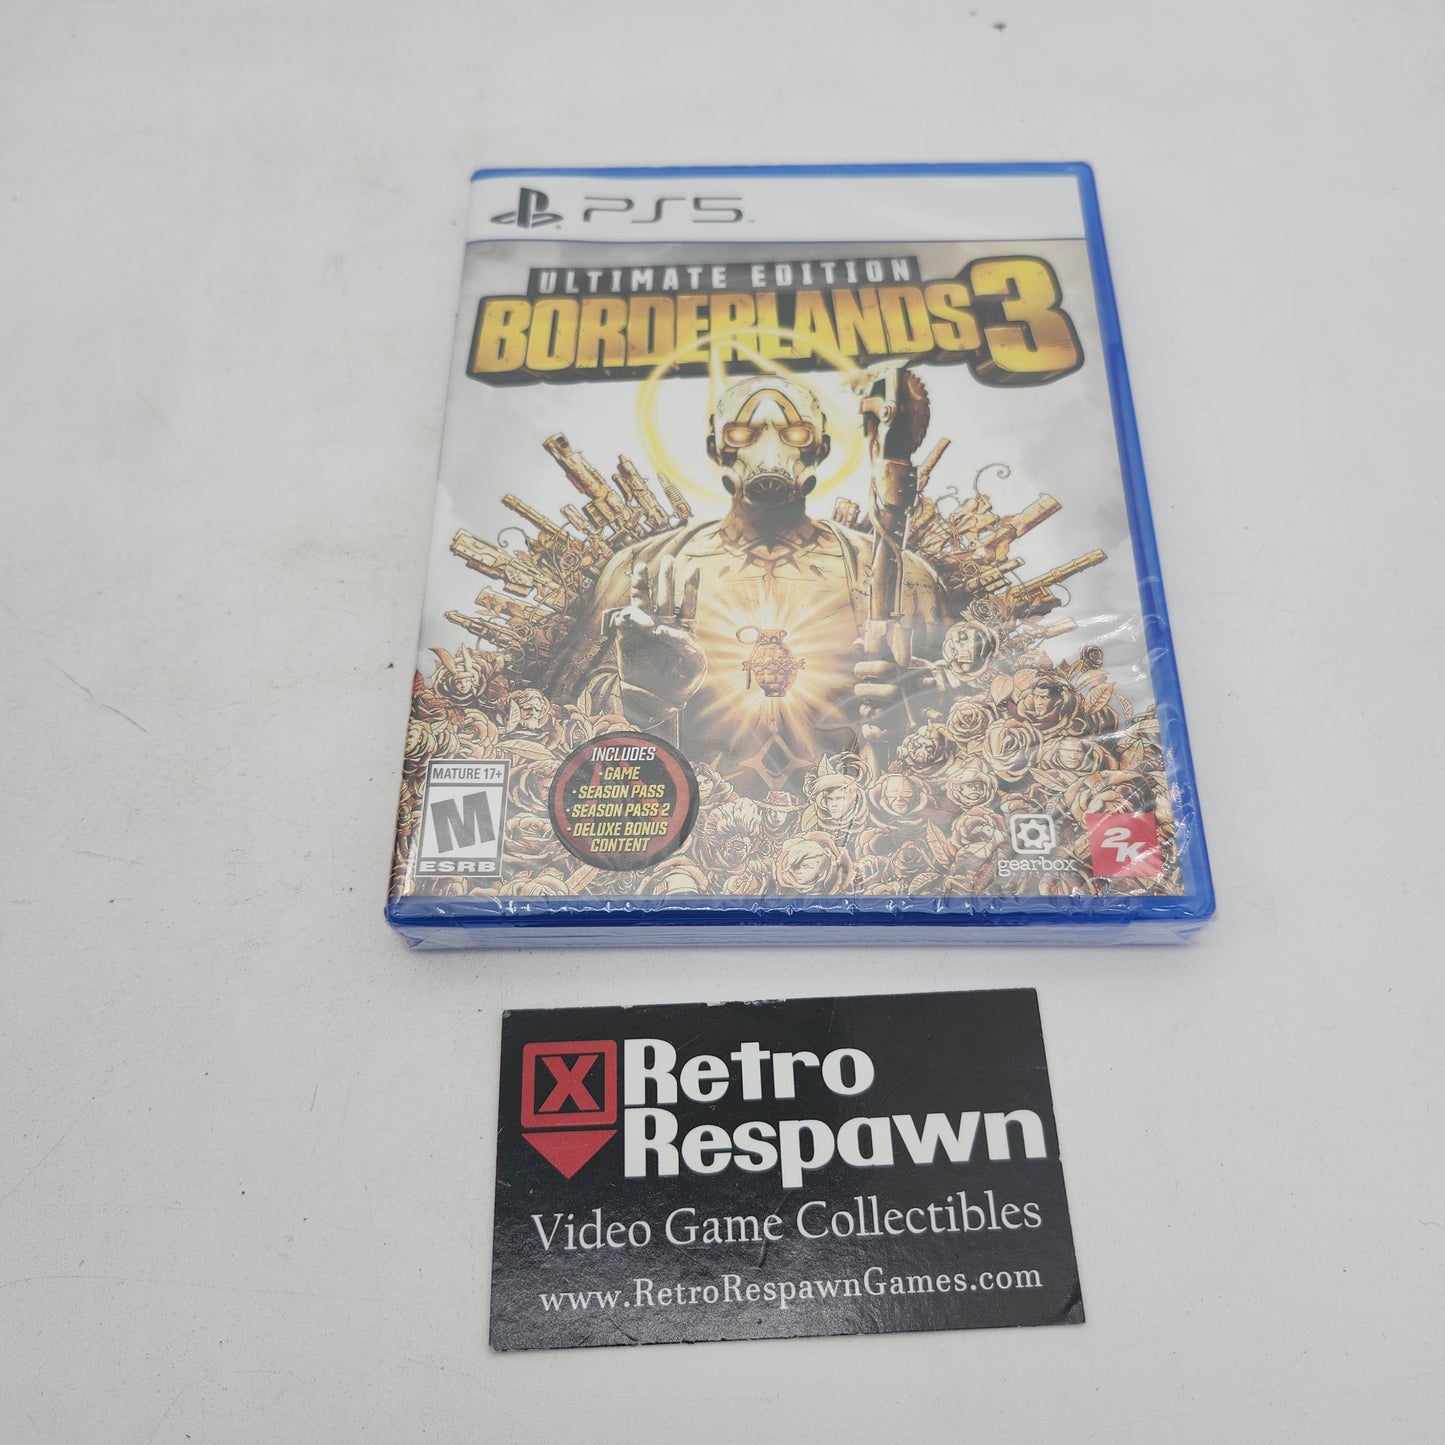 PS5
ULTIMATE EDITION
BORDERLANDS 3
INCLUDES
· GAME
· SEASON PASS
· SEASON PASS 2
· DELUXE BONUS
CONTENT
MATURE 17+
M
ESRB
gearbox
2K
X Retro
Respawn
Video Game Collectibles
www.RetroRespawnGames.com